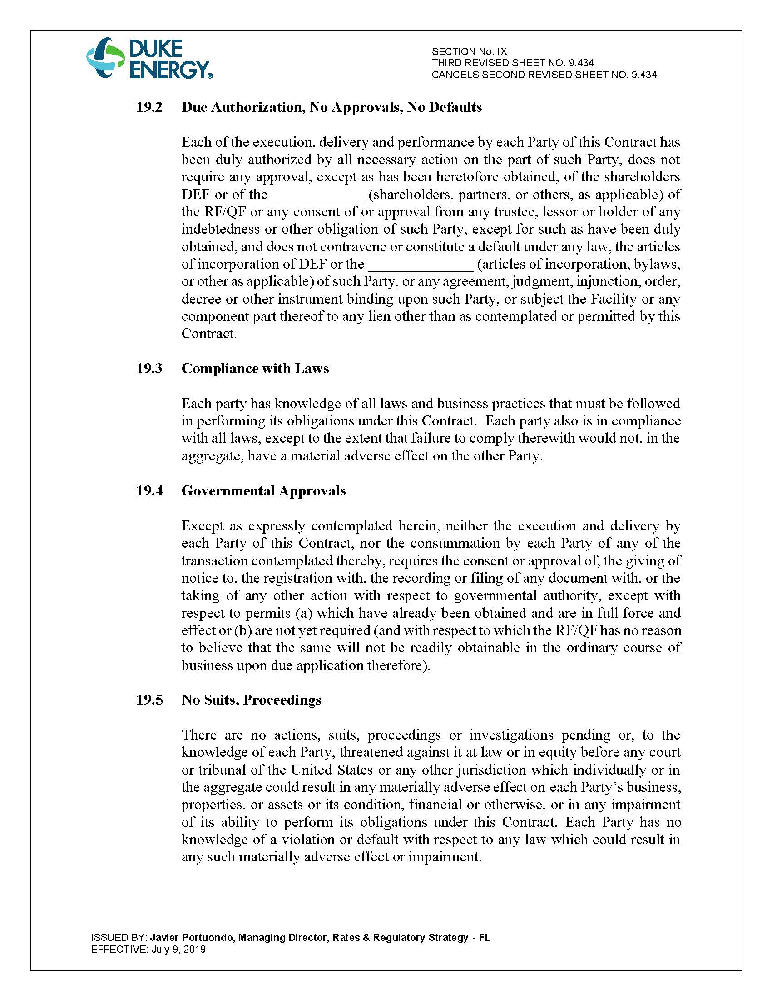 DUKE
ENERGY®
SECTION No. IX
THIRD REVISED SHEET NO. 9.434
CANCELS SECOND REVISED SHEET NO. 9.434
19.2 Due Authorization, No Approvals, No Defaults
Each of the execution, delivery and performance by each Party of this Contract has
been duly authorized by all necessary action on the part of such Party, does not
require any approval, except as has been heretofore obtained, of the shareholders
DEF or of the ____________ (shareholders, partners, or others, as applicable) of
the RF/QF or any consent of or approval from any trustee, lessor or holder of any
indebtedness or other obligation of such Party, except for such as have been duly
obtained, and does not contravene or constitute a default under any law, the articles
of incorporation of DEF or the ______________ (articles of incorporation, bylaws,
or other as applicable) of such Party, or any agreement, judgment, injunction, order,
decree or other instrument binding upon such Party, or subject the Facility or any
component part thereof to any lien other than as contemplated or permitted by this
Contract.
19.3 Compliance with Laws
Each party has knowledge of all laws and business practices that must be followed
in performing its obligations under this Contract.  Each party also is in compliance
with all laws, except to the extent that failure to comply therewith would not, in the
aggregate, have a material adverse effect on the other Party.
19.4 Governmental Approvals
Except as expressly contemplated herein, neither the execution and delivery by
each Party of this Contract, nor the consummation by each Party of any of the
transaction contemplated thereby, requires the consent or approval of, the giving of
notice to, the registration with, the recording or filing of any document with, or the
taking of any other action with respect to governmental authority, except with
respect to permits (a) which have already been obtained and are in full force and
effect or (b) are not yet required (and with respect to which the RF/QF has no reason
to believe that the same will not be readily obtainable in the ordinary course of
business upon due application therefore).
19.5 No Suits, Proceedings
There are no actions, suits, proceedings or investigations pending or, to the
knowledge of each Party, threatened against it at law or in equity before any court
or tribunal of the United States or any other jurisdiction which individually or in
the aggregate could result in any materially adverse effect on each Party’s business,
properties, or assets or its condition, financial or otherwise, or in any impairment
of its ability to perform its obligations under this Contract. Each Party has no
knowledge of a violation or default with respect to any law which could result in
any such materially adverse effect or impairment.
ISSUED BY: Javier Portuondo, Managing Director, Rates & Regulatory Strategy - FL
EFFECTIVE: July 9, 2019